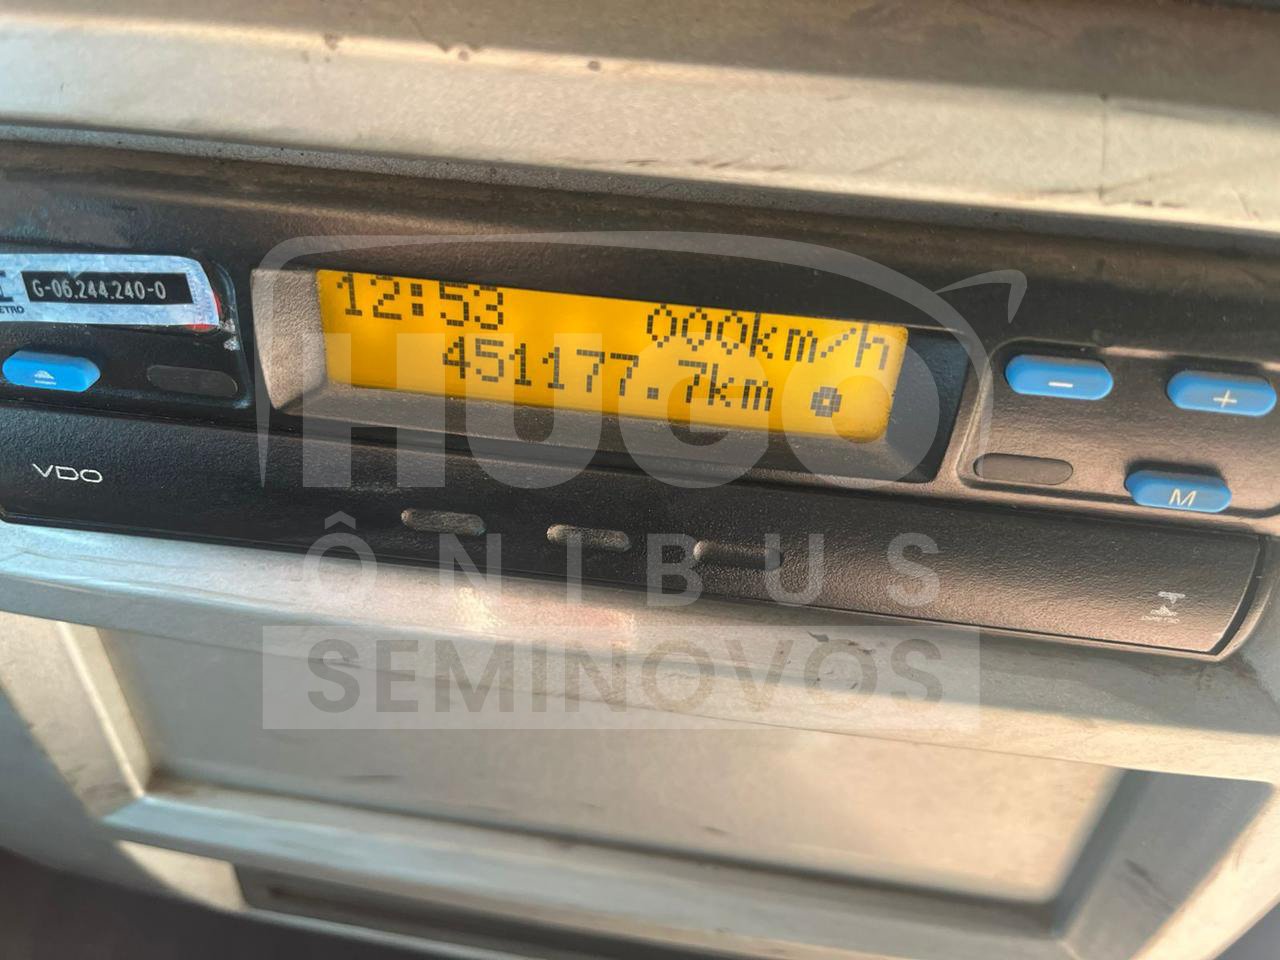 G-06.244.240-0
12:53 000km/h
451177.7km
VDO
− +
M
HUGO
ÔNIBUS
SEMINOVOS